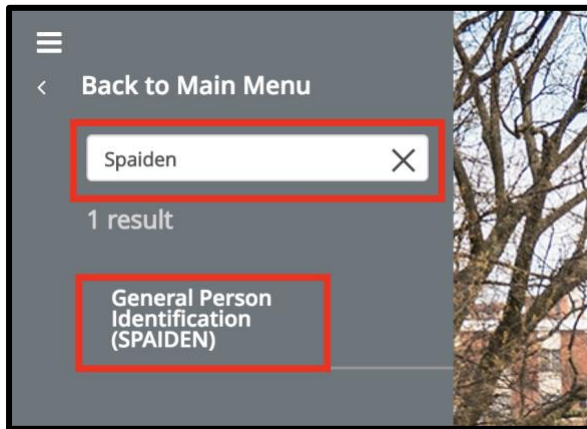 Back to Main Menu
Spaiden
1 result
General Person
Identification
(SPAIDEN)